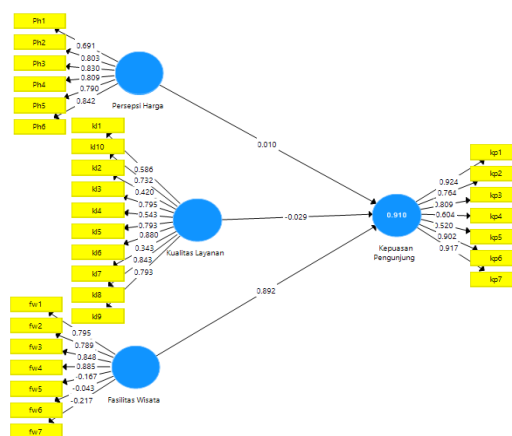 Ph1
Ph2
Ph3
Ph4
Ph5
Ph6
0.691
0.803
0.830
0.809
0.790
0.842
Persepsi Harga
kl1
kl10
kl2
kl3
kl4
kl5
kl6
kl7
kl8
kl9
0.586
0.732
0.420
0.795
0.543
0.793
0.880
0.343
0.843
0.793
Kualitas Layanan
fw1
fw2
fw3
fw4
fw5
fw6
fw7
0.795
0.789
0.848
0.885
-0.167
-0.043
-0.217
Fasilitas Wisata
0.010
-0.029
0.892
0.910
Kepuasan
Pengunjung
0.924
0.764
0.809
0.604
0.520
0.902
0.917
kp1
kp2
kp3
kp4
kp5
kp6
kp7